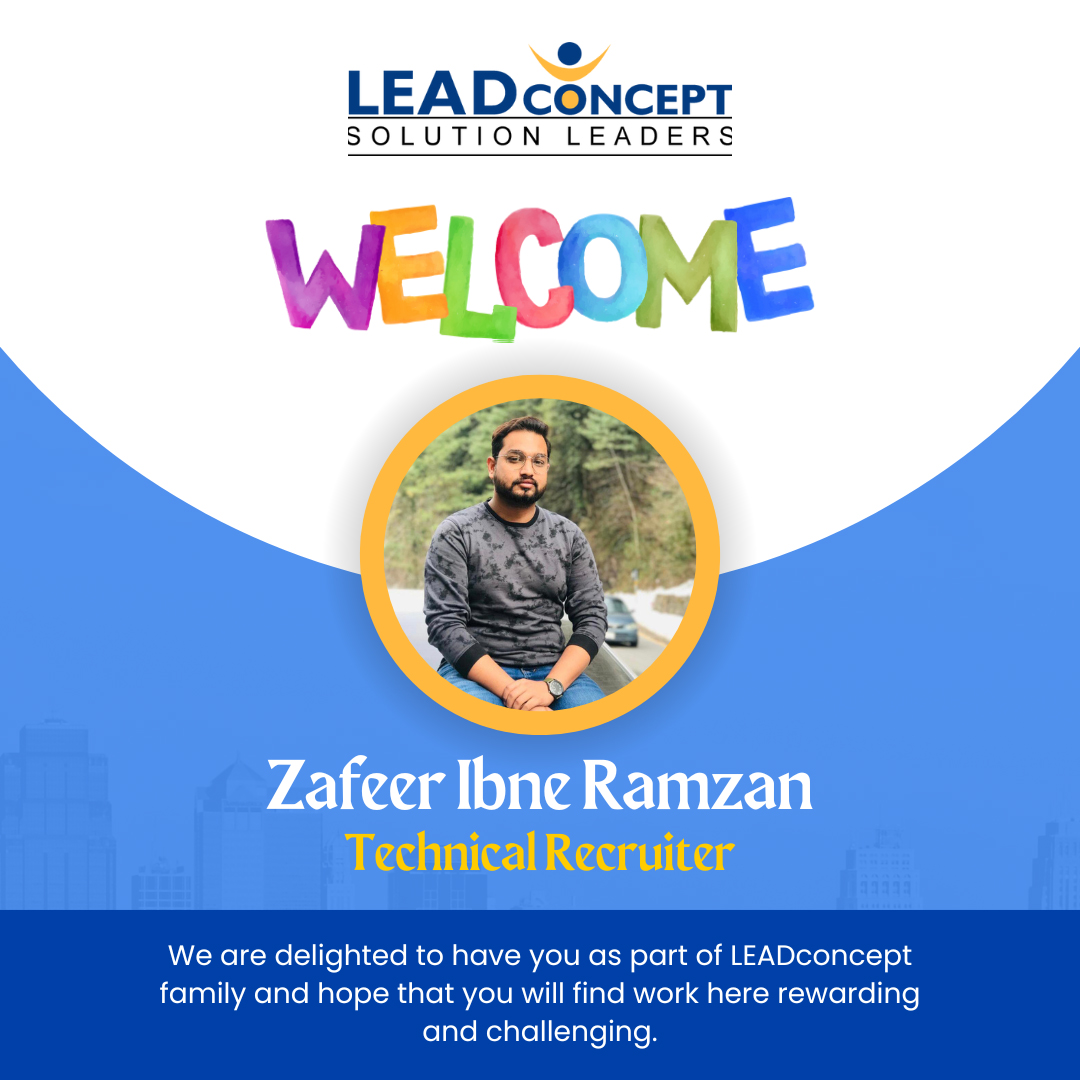 LEADCONCEPT
SOLUTION LEADERS
WELCOME
Zafeer Ibne Ramzan
Technical Recruiter
We are delighted to have you as part of LEADconcept
family and hope that you will find work here rewarding
and challenging.